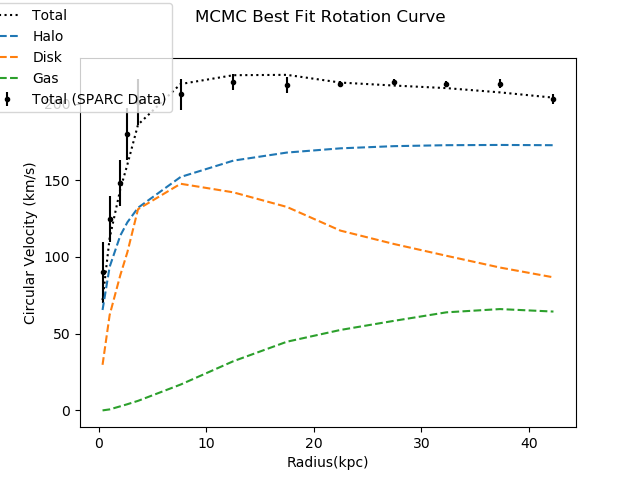 MCMC Best Fit Rotation Curve
Total
Halo
Disk
Gas
Total (SPARC Data)
Circular Velocity (km/s)
200
150
100
50
0
0 10 20 30 40
Radius(kpc)